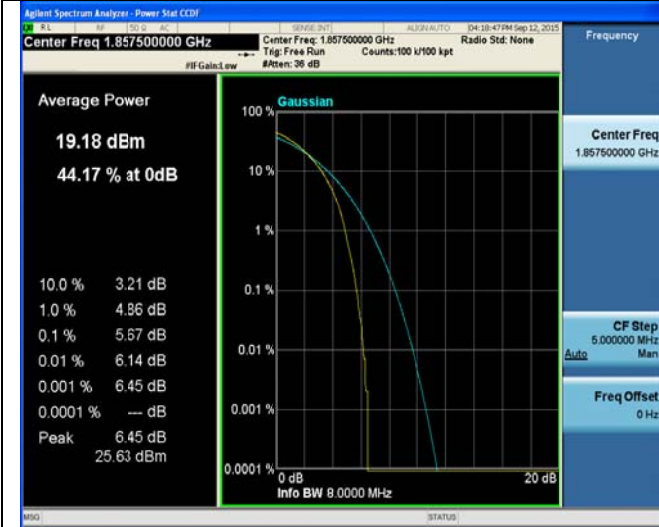 Agilent Spectrum Analyzer - Power Stat CCDF
RL RF 50 Ω AC SENSE:INT ALIGN AUTO 04:18:47PM Sep 12, 2015
Center Freq 1.857500000 GHz
Center Freq: 1.857500000 GHz Radio Std: None
Trig: Free Run Counts:100 k/100 kpt
#IFGain:Low #Atten: 36 dB
Frequency
Average Power
19.18 dBm
44.17 % at 0dB
10.0 % 3.21 dB
1.0 % 4.86 dB
0.1 % 5.67 dB
0.01 % 6.14 dB
0.001 % 6.45 dB
0.0001 % --- dB
Peak 6.45 dB
25.63 dBm
Gaussian
100 %
10 %
1 %
0.1 %
0.01 %
0.001 %
0.0001 %
0 dB 20 dB
Info BW 8.0000 MHz
Center Freq
1.857500000 GHz
CF Step
5.000000 MHz
Auto Man
Freq Offset
0 Hz
MSG STATUS